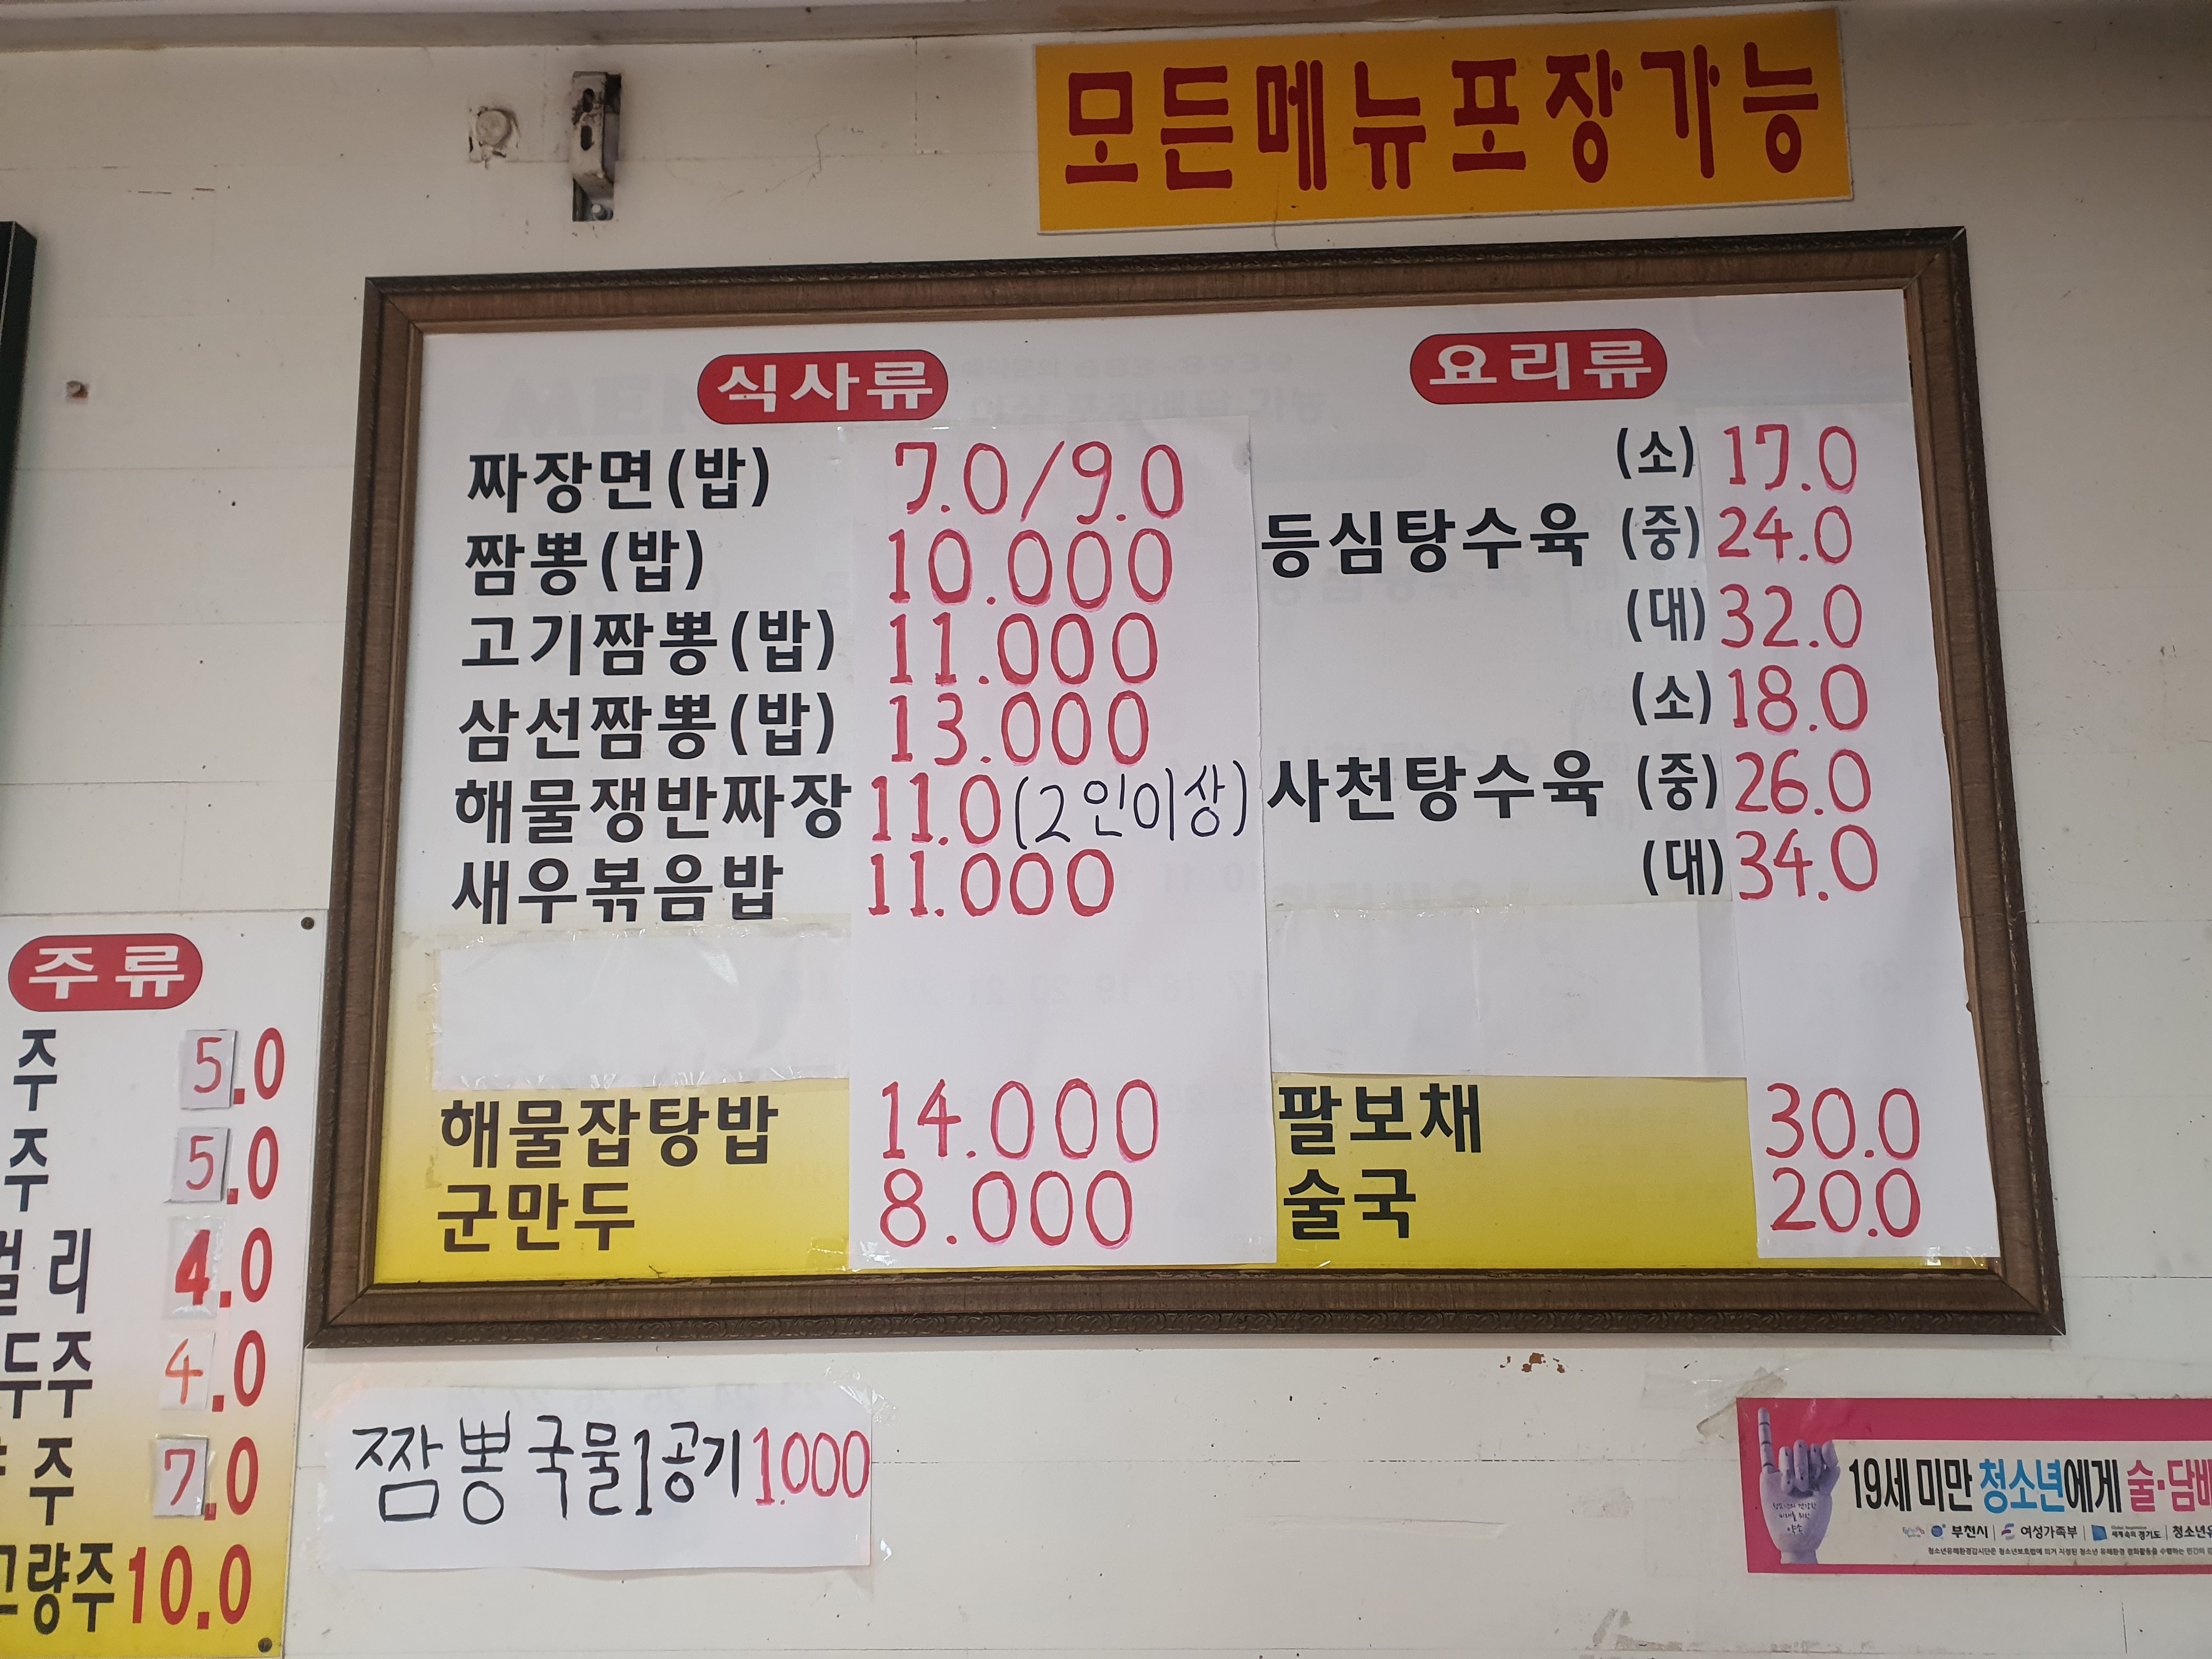 모든메뉴포장가능
식사류
짜장면(밥) 7.0/9.0
짬뽕(밥) 10.000
고기짬뽕(밥) 11.000
삼선짬뽕(밥) 13.000
해물쟁반짜장 11.0(2인이상)
새우볶음밥 11.000
해물잡탕밥 14.000
군만두 8.000
요리류
(소) 17.0
등심탕수육 (중) 24.0
(대) 32.0
(소) 18.0
사천탕수육 (중) 26.0
(대) 34.0
팔보채 30.0
술국 20.0
주류
주 5.0
주 5.0
리 4.0
두주 4.0
주 7.0
량주 10.0
짬뽕국물1공기 1.000
19세 미만 청소년에게 술·담배
부천시 여성가족부 세계속의 경기도